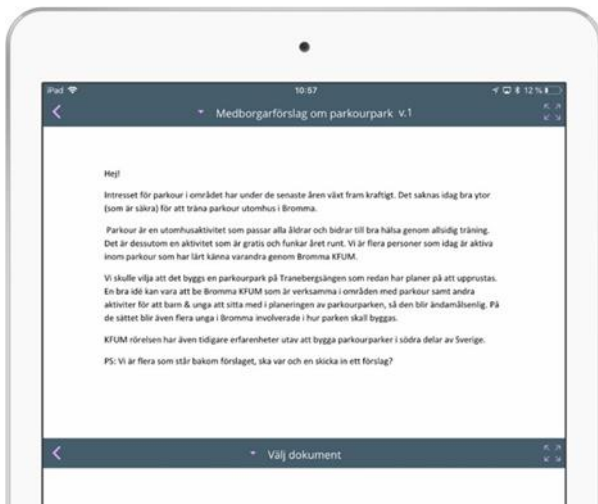 iPad
10:57
12 %
Medborgarförslag om parkourpark v.1
Hej!
Intresset för parkour i området har under de senaste åren växt fram kraftigt. Det saknas idag bra ytor
(som är säkra) för att träna parkour utomhus i Bromma.
Parkour är en utomhusaktivitet som passar alla åldrar och bidrar till bra hälsa genom allsidig träning.
Det är dessutom en aktivitet som är gratis och funkar året runt. Vi är flera personer som idag är aktiva
inom parkour som har lärt känna varandra genom Bromma KFUM.
Vi skulle vilja att det byggs en parkourpark på Tranebergsängen som redan har planer på att upprustas.
En bra idé kan vara att be Bromma KFUM som är verksamma i områden med parkour samt andra
aktiviter för att barn & unga att sitta med i planeringen av parkourparken, så den blir ändamålsenlig. På
de sättet blir även flera unga i Bromma involverade i hur parken skall byggas.
KFUM rörelsen har även tidigare erfarenheter utav att bygga parkourparker i södra delar av Sverige.
PS: Vi är flera som står bakom förslaget, ska var och en skicka in ett förslag?
Välj dokument